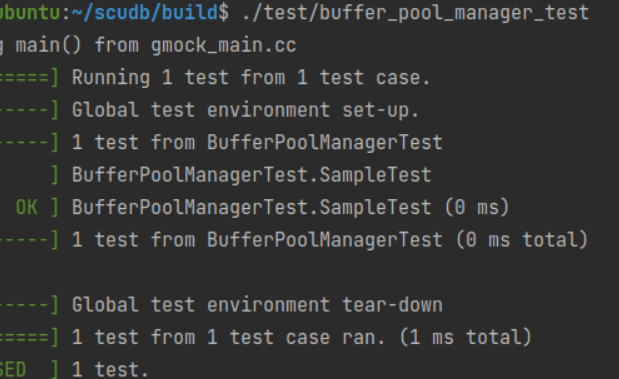 ubuntu:~/scudb/build$ ./test/buffer_pool_manager_test
g main() from gmock_main.cc
=====] Running 1 test from 1 test case.
-----] Global test environment set-up.
-----] 1 test from BufferPoolManagerTest
] BufferPoolManagerTest.SampleTest
OK ] BufferPoolManagerTest.SampleTest (0 ms)
-----] 1 test from BufferPoolManagerTest (0 ms total)
-----] Global test environment tear-down
=====] 1 test from 1 test case ran. (1 ms total)
SED ] 1 test.